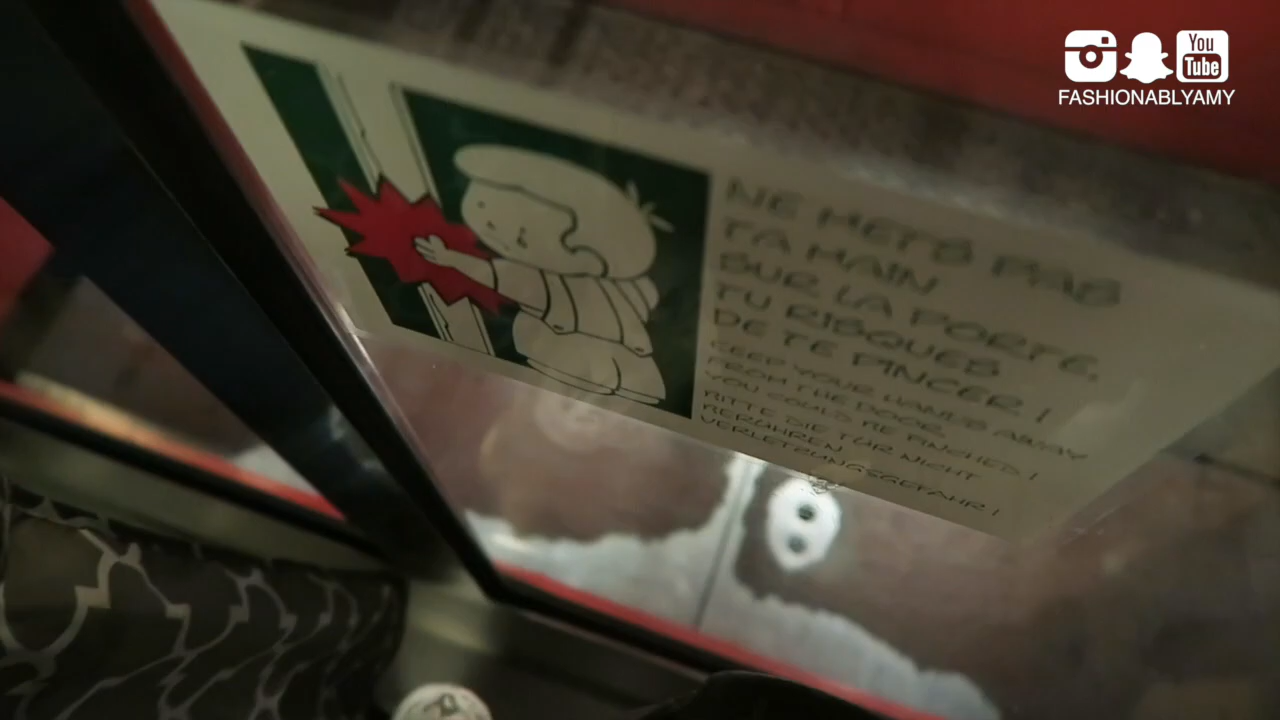 You
Tube
FASHIONABLYAMY
NE METS PAS
TA MAIN
SUR LA PORTE,
TU RISQUES
DE TE PINCER !
KEEP YOUR HANDS AWAY
FROM THE DOOR,
YOU COULD BE PINCHED !
BITTE DIE TÜR NICHT
BERÜHREN
VERLETZUNGSGEFAHR !